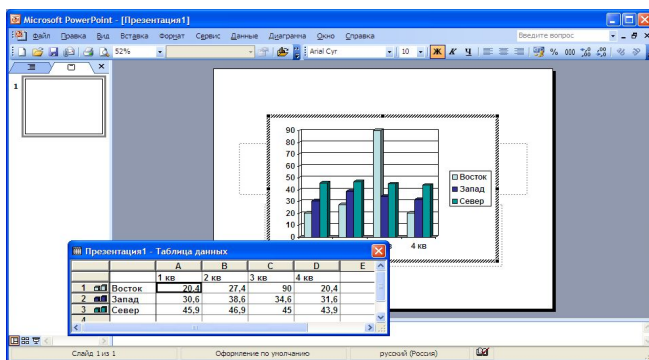 Microsoft PowerPoint - [Презентация1]
Файл Правка Вид Вставка Формат Сервис Данные Диаграмма Окно Справка Введите вопрос
52% Arial Cyr 10 Ж К Ч % 000
1
90
80
70
60
50
40
30
20
10
0
Восток
Запад
Север
кв 4 кв
Презентация1 - Таблица данных
A B C D E
1 кв 2 кв 3 кв 4 кв
1 Восток 20,4 27,4 90 20,4
2 Запад 30,6 38,6 34,6 31,6
3 Север 45,9 46,9 45 43,9
4
Слайд 1 из 1 Оформление по умолчанию русский (Россия)